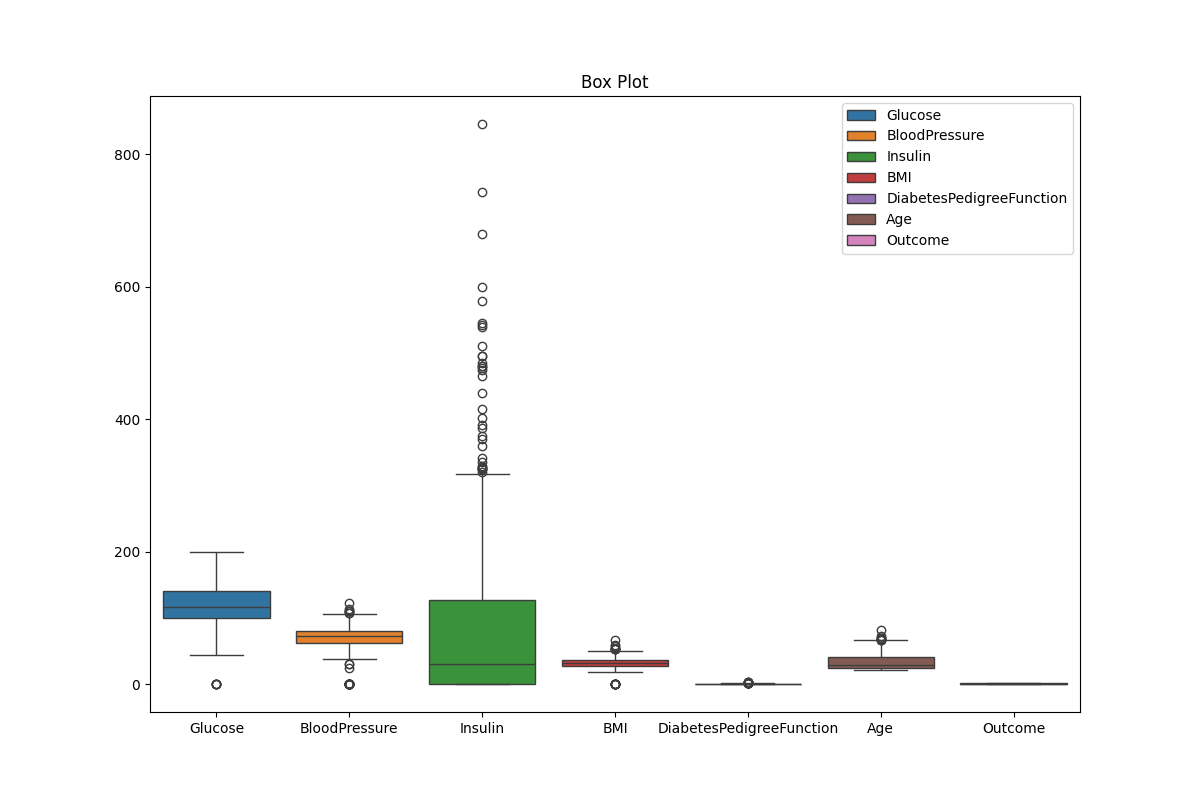 Box Plot
Glucose
BloodPressure
Insulin
BMI
DiabetesPedigreeFunction
Age
Outcome
800
600
400
200
0
Glucose BloodPressure Insulin BMI DiabetesPedigreeFunction Age Outcome